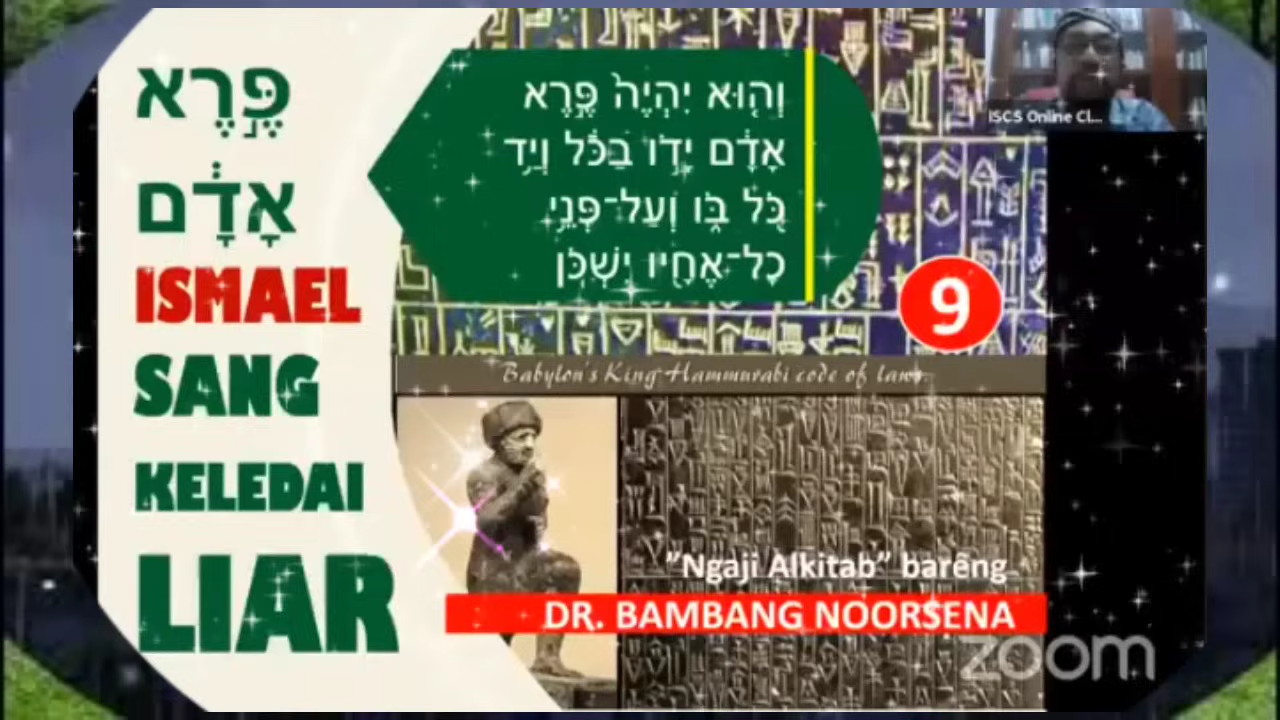 פֶּ֣רֶא
אָדָ֔ם
ISMAEL
SANG
KELEDAI
LIAR
וְה֤וּא יִהְיֶה֙ פֶּ֣רֶא
אָדָ֔ם יָד֣וֹ בַכֹּ֔ל וְיַ֥ד
כֹּ֖ל בּ֑וֹ וְעַל־פְּנֵ֥י
כָל־אֶחָ֖יו יִשְׁכֹּֽן
ISCS Online Cl...
9
Babylon's King Hammurabi code of laws
"Ngaji Alkitab" barêng
DR. BAMBANG NOORSENA
zoom